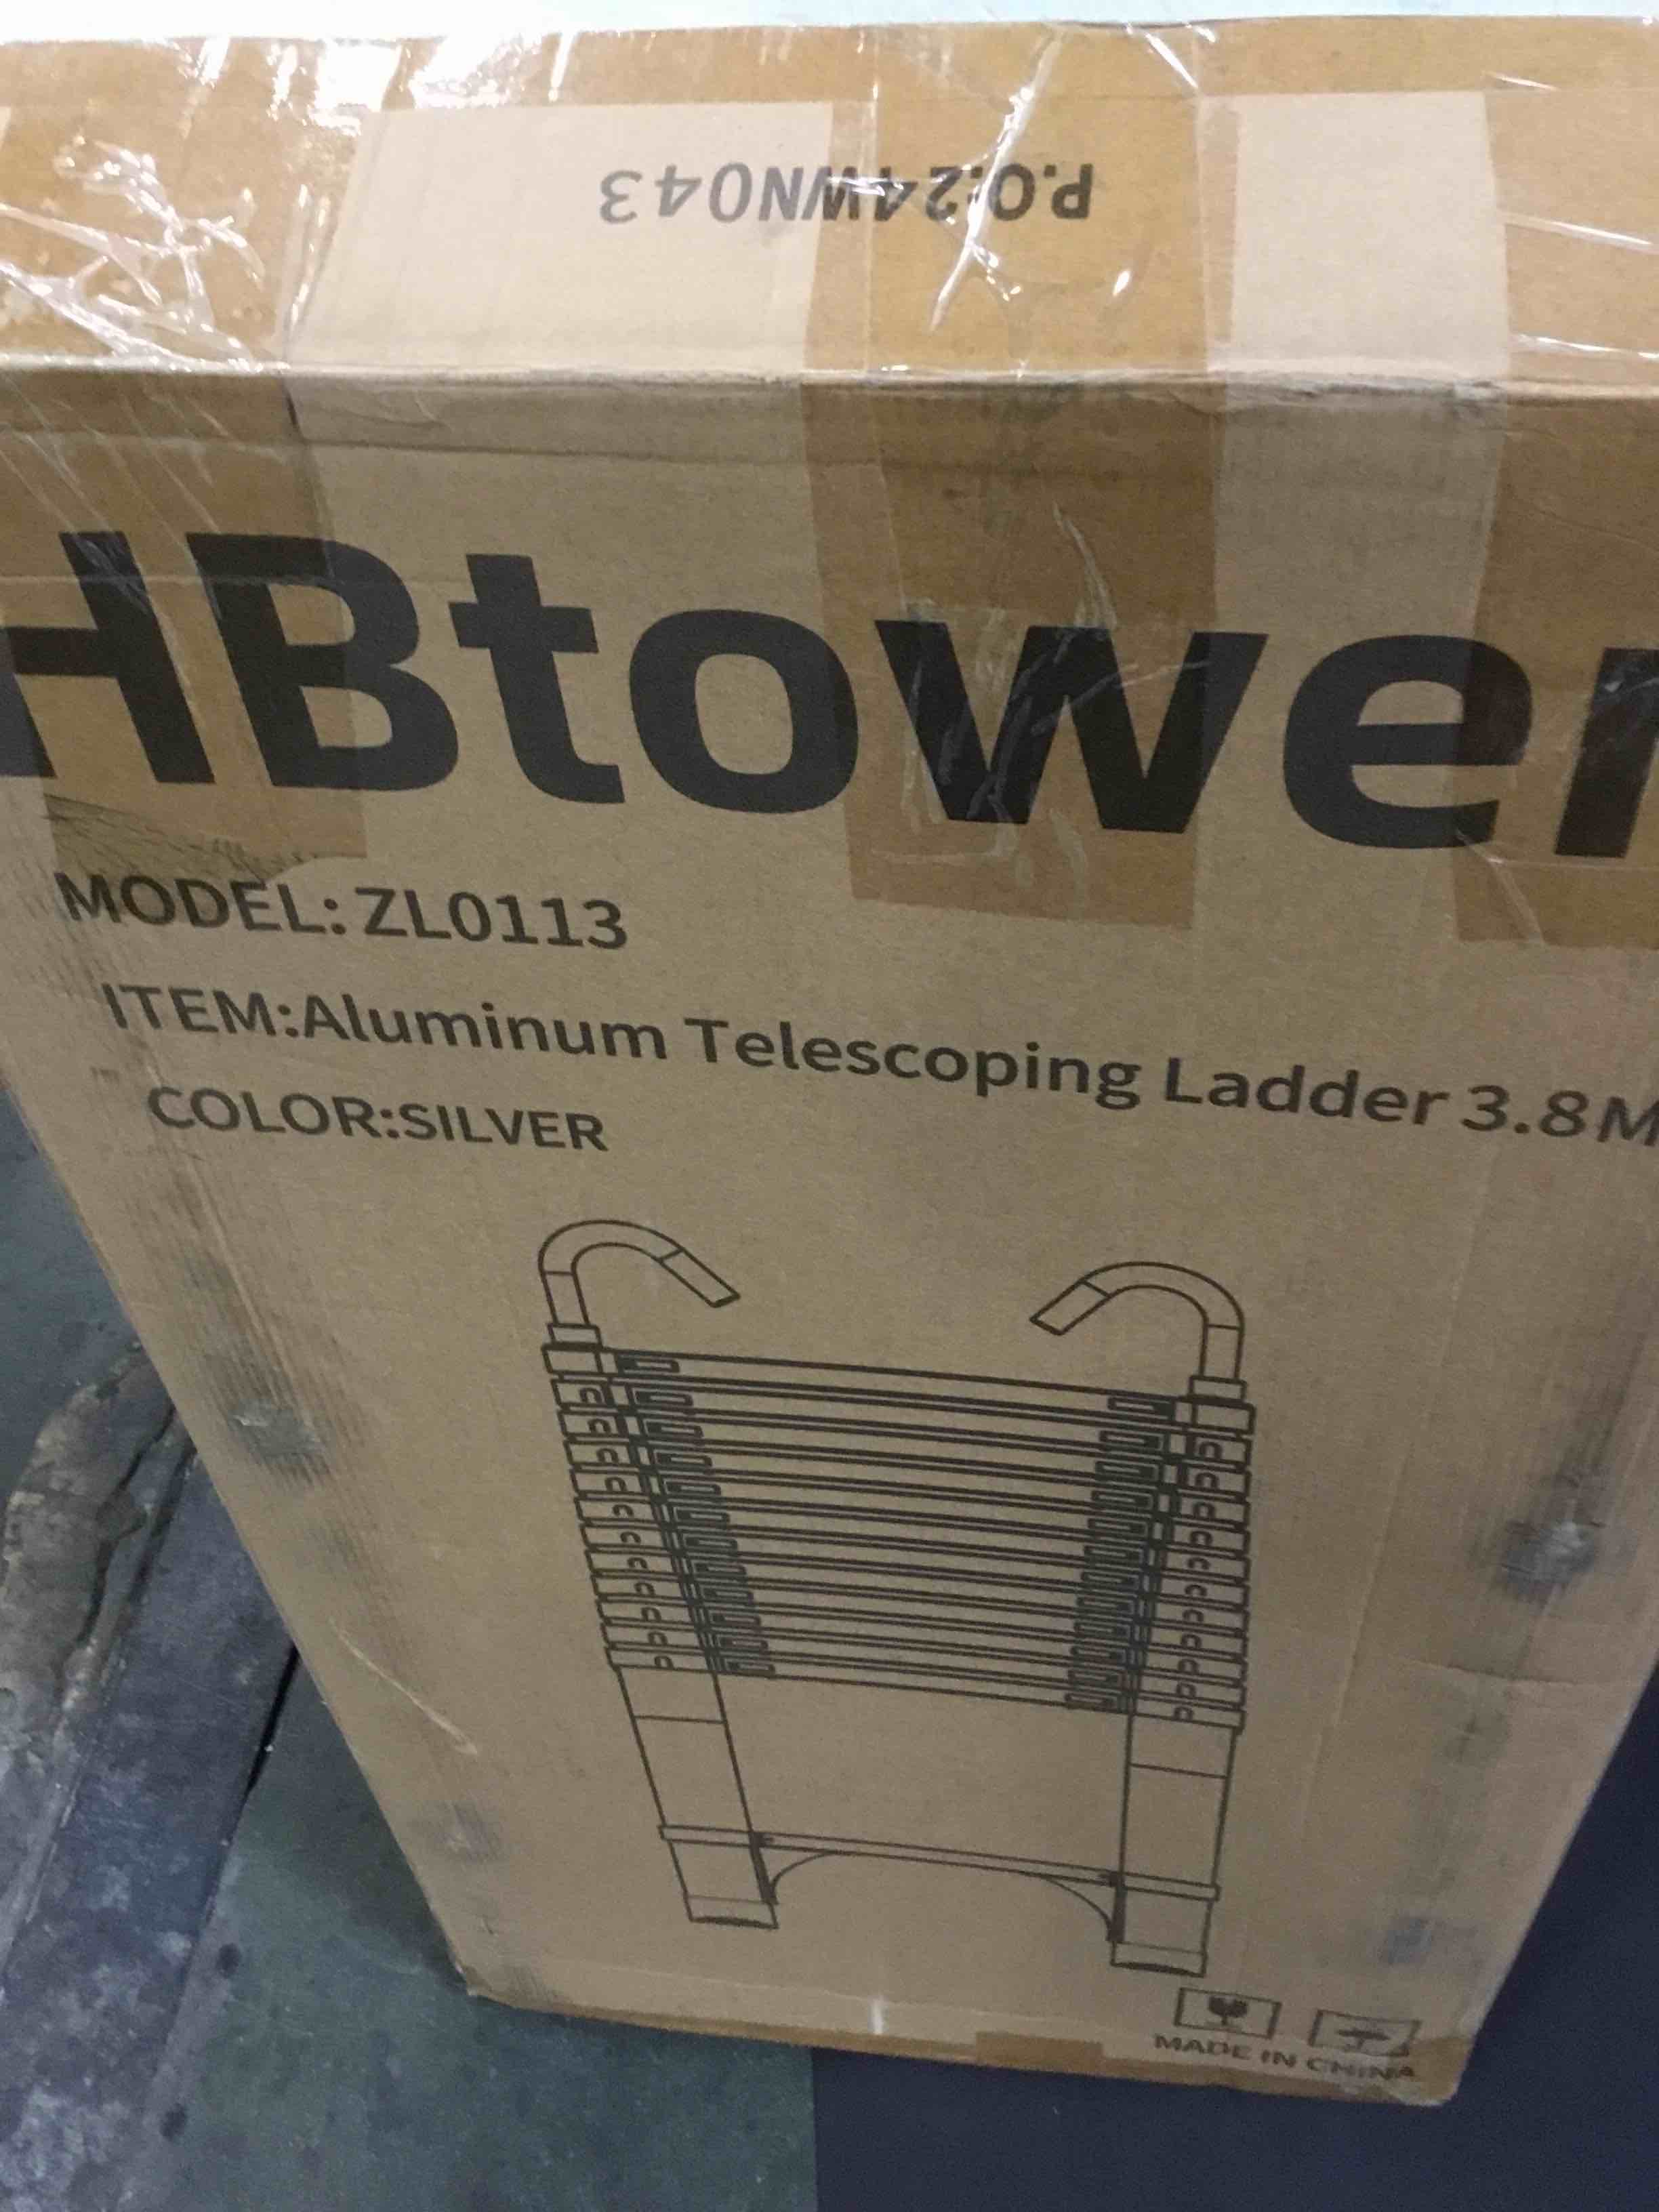 P.O:24WN043
HBtower
MODEL:ZL0113
ITEM:Aluminum Telescoping Ladder 3.8M
COLOR:SILVER
MADE IN CHINA